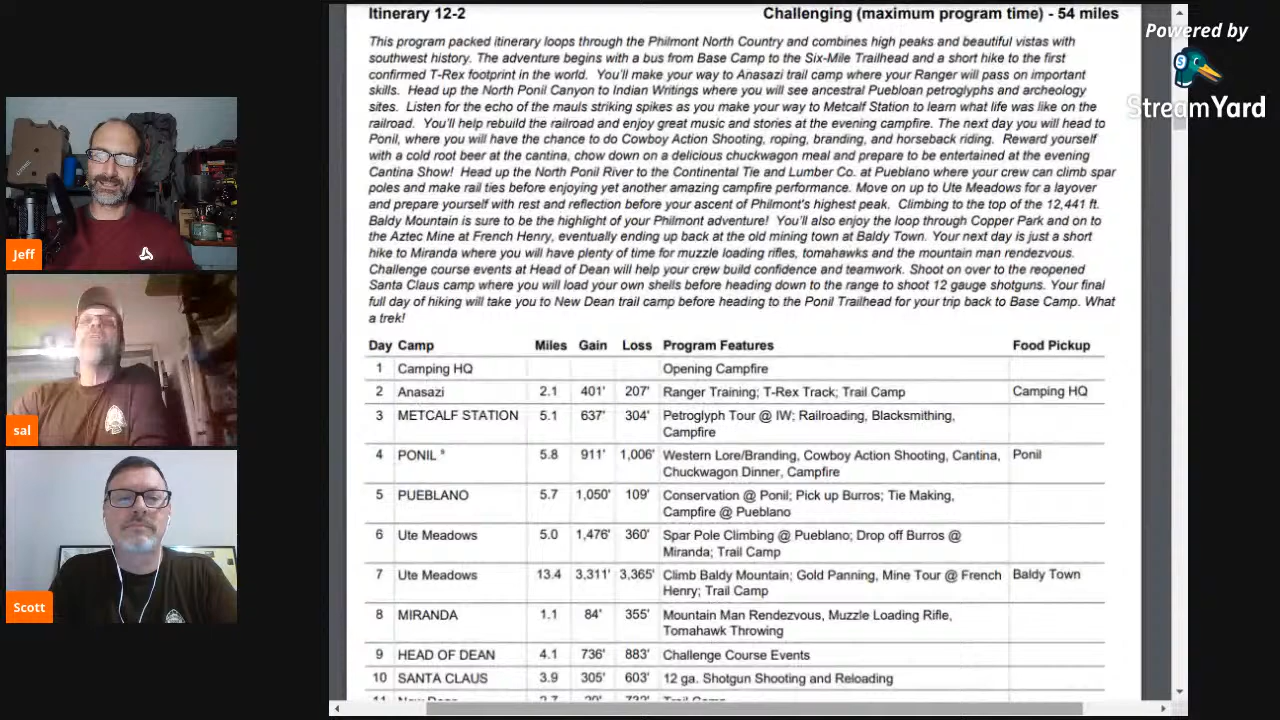 Itinerary 12-2 Challenging (maximum program time) - 54 miles
This program packed itinerary loops through the Philmont North Country and combines high peaks and beautiful vistas with
southwest history. The adventure begins with a bus from Base Camp to the Six-Mile Trailhead and a short hike to the first
confirmed T-Rex footprint in the world. You'll make your way to Anasazi trail camp where your Ranger will pass on important
skills. Head up the North Ponil Canyon to Indian Writings where you will see ancestral Puebloan petroglyphs and archeology
sites. Listen for the echo of the mauls striking spikes as you make your way to Metcalf Station to learn what life was like on the
railroad. You'll help rebuild the railroad and enjoy great music and stories at the evening campfire. The next day you will head to
Ponil, where you will have the chance to do Cowboy Action Shooting, roping, branding, and horseback riding. Reward yourself
with a cold root beer at the cantina, chow down on a delicious chuckwagon meal and prepare to be entertained at the evening
Cantina Show! Head up the North Ponil River to the Continental Tie and Lumber Co. at Pueblano where your crew can climb spar
poles and make rail ties before enjoying yet another amazing campfire performance. Move on up to Ute Meadows for a layover
and prepare yourself with rest and reflection before your ascent of Philmont's highest peak. Climbing to the top of the 12,441 ft.
Baldy Mountain is sure to be the highlight of your Philmont adventure! You'll also enjoy the loop through Copper Park and on to
the Aztec Mine at French Henry, eventually ending up back at the old mining town at Baldy Town. Your next day is just a short
hike to Miranda where you will have plenty of time for muzzle loading rifles, tomahawks and the mountain man rendezvous.
Challenge course events at Head of Dean will help your crew build confidence and teamwork. Shoot on over to the reopened
Santa Claus camp where you will load your own shells before heading down to the range to shoot 12 gauge shotguns. Your final
full day of hiking will take you to New Dean trail camp before heading to the Ponil Trailhead for your trip back to Base Camp. What
a trek!
Day Camp Miles Gain Loss Program Features Food Pickup
1 Camping HQ Opening Campfire
2 Anasazi 2.1 401' 207' Ranger Training; T-Rex Track; Trail Camp Camping HQ
3 METCALF STATION 5.1 637' 304' Petroglyph Tour @ IW; Railroading, Blacksmithing,
Campfire
4 PONIL 5.8 911' 1,006' Western Lore/Branding, Cowboy Action Shooting, Cantina, Ponil
Chuckwagon Dinner, Campfire
5 PUEBLANO 5.7 1,050' 109' Conservation @ Ponil; Pick up Burros; Tie Making,
Campfire @ Pueblano
6 Ute Meadows 5.0 1,476' 360' Spar Pole Climbing @ Pueblano; Drop off Burros @
Miranda; Trail Camp
7 Ute Meadows 13.4 3,311' 3,365' Climb Baldy Mountain; Gold Panning, Mine Tour @ French Baldy Town
Henry; Trail Camp
8 MIRANDA 1.1 84' 355' Mountain Man Rendezvous, Muzzle Loading Rifle,
Tomahawk Throwing
9 HEAD OF DEAN 4.1 736' 883' Challenge Course Events
10 SANTA CLAUS 3.9 305' 603' 12 ga. Shotgun Shooting and Reloading
Powered by
StreamYard
Jeff
sal
Scott